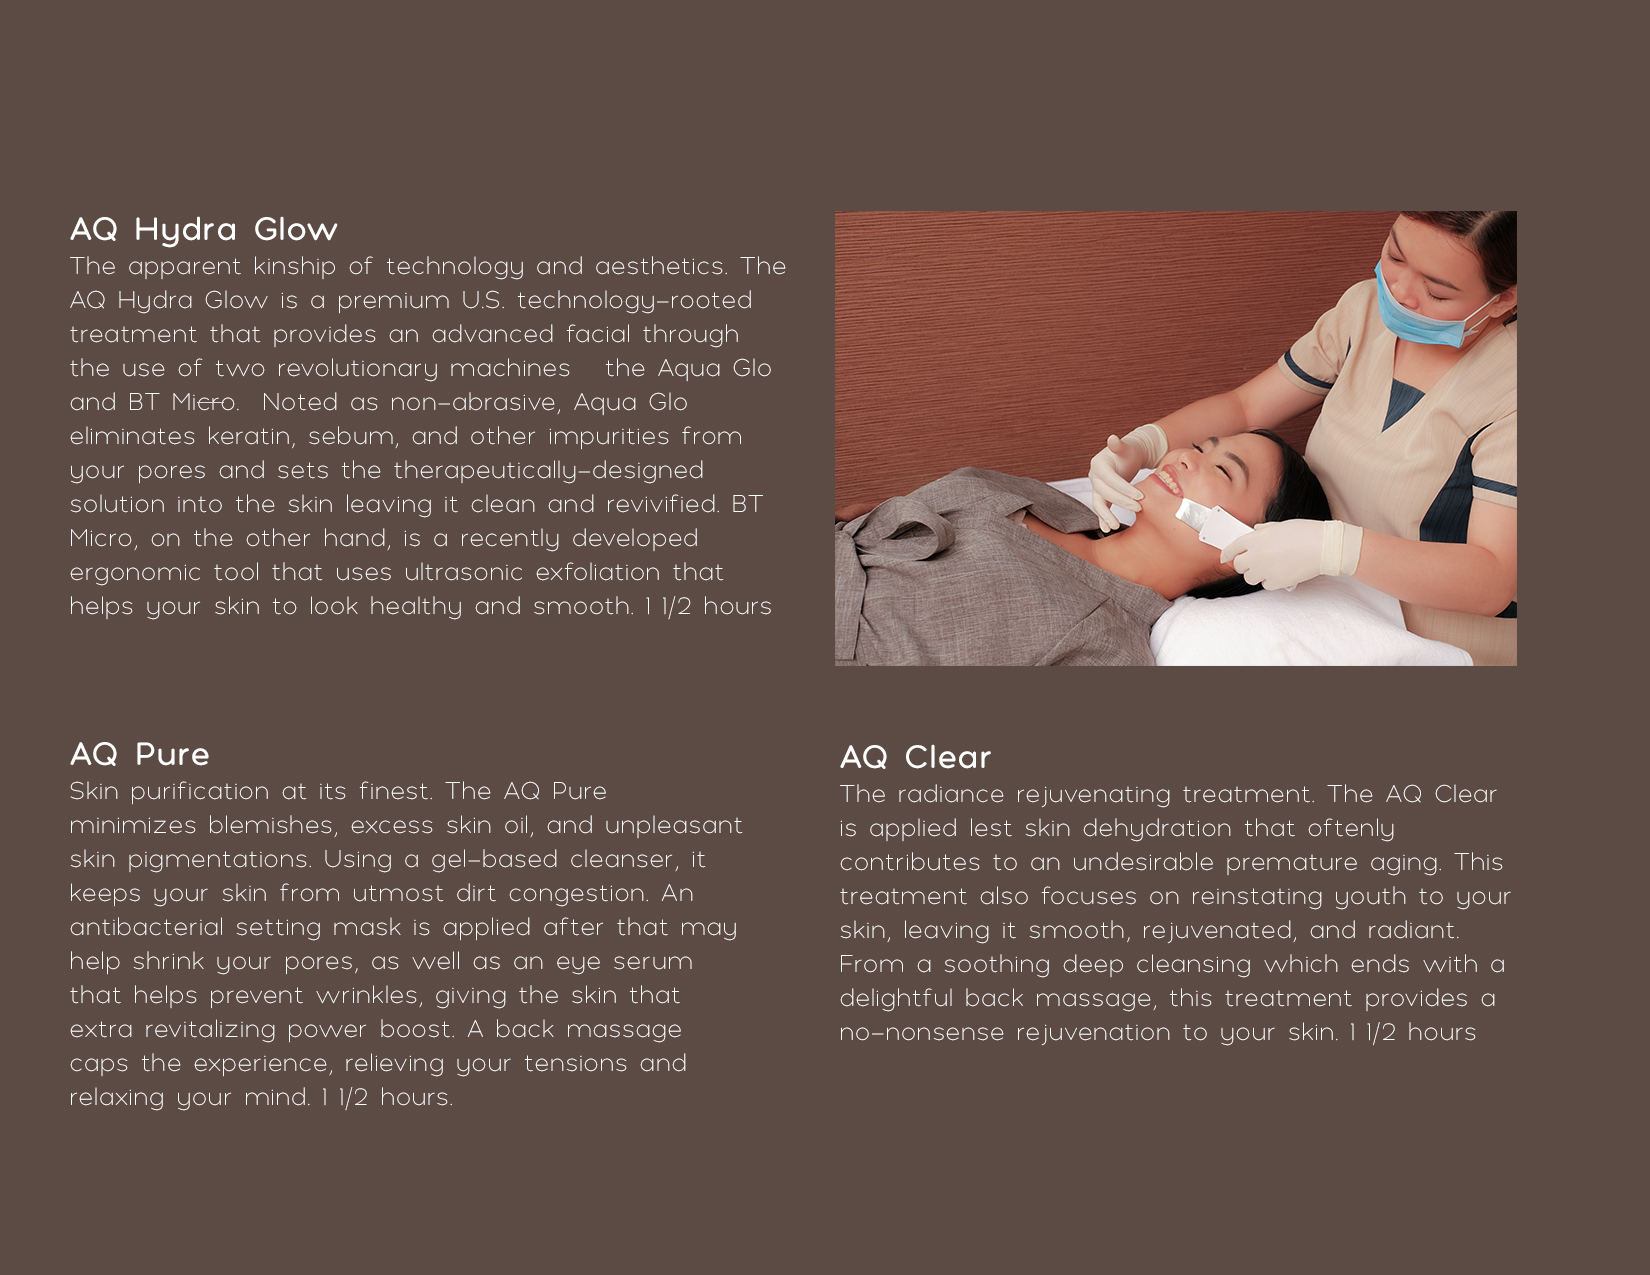 AQ Hydra Glow
The apparent kinship of technology and aesthetics. The
AQ Hydra Glow is a premium U.S. technology-rooted
treatment that provides an advanced facial through
the use of two revolutionary machines the Aqua Glo
and BT Micro. Noted as non-abrasive, Aqua Glo
eliminates keratin, sebum, and other impurities from
your pores and sets the therapeutically-designed
solution into the skin leaving it clean and revivified. BT
Micro, on the other hand, is a recently developed
ergonomic tool that uses ultrasonic exfoliation that
helps your skin to look healthy and smooth. 1 1/2 hours
AQ Pure
Skin purification at its finest. The AQ Pure
minimizes blemishes, excess skin oil, and unpleasant
skin pigmentations. Using a gel-based cleanser, it
keeps your skin from utmost dirt congestion. An
antibacterial setting mask is applied after that may
help shrink your pores, as well as an eye serum
that helps prevent wrinkles, giving the skin that
extra revitalizing power boost. A back massage
caps the experience, relieving your tensions and
relaxing your mind. 1 1/2 hours.
AQ Clear
The radiance rejuvenating treatment. The AQ Clear
is applied lest skin dehydration that oftenly
contributes to an undesirable premature aging. This
treatment also focuses on reinstating youth to your
skin, leaving it smooth, rejuvenated, and radiant.
From a soothing deep cleansing which ends with a
delightful back massage, this treatment provides a
no-nonsense rejuvenation to your skin. 1 1/2 hours